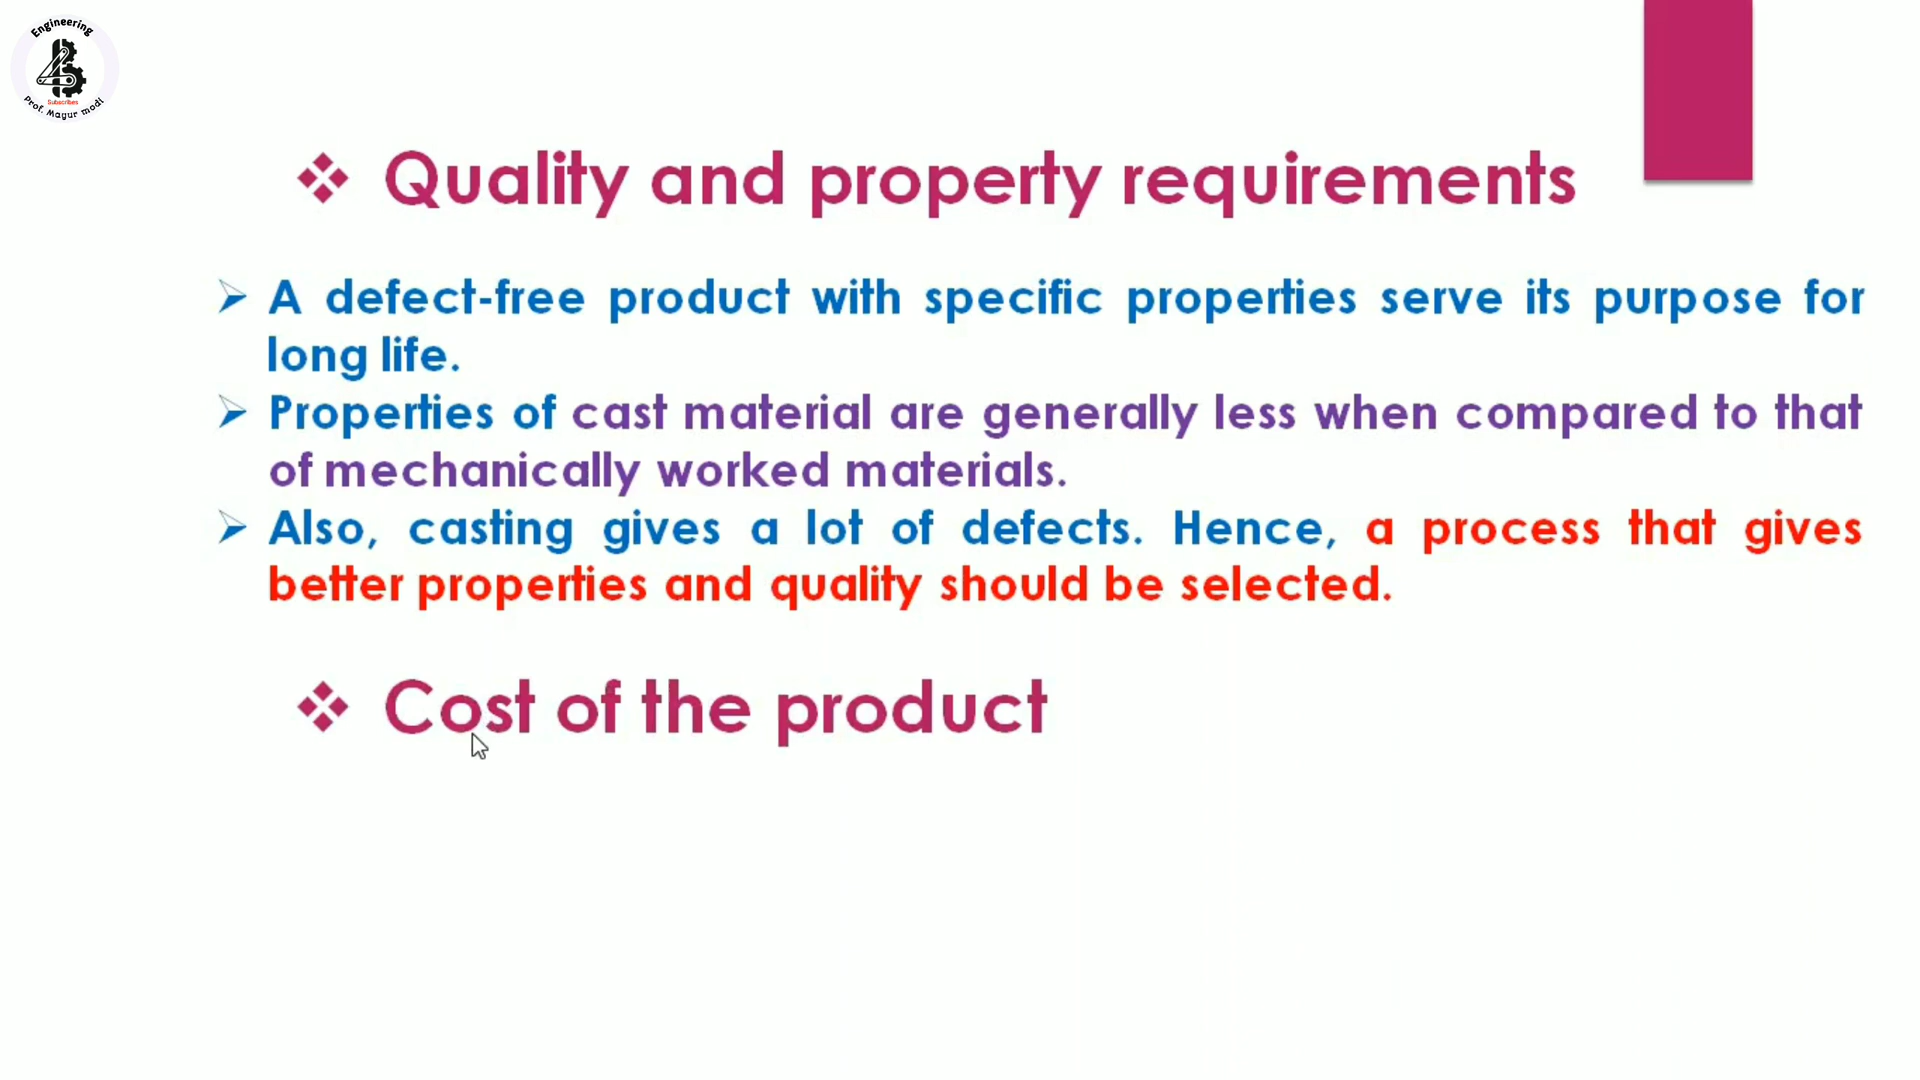 Engineering
Subscribes
Prof. Mayur modi
Quality and property requirements
A defect-free product with specific properties serve its purpose for
long life.
Properties of cast material are generally less when compared to that
of mechanically worked materials.
Also, casting gives a lot of defects. Hence, a process that gives
better properties and quality should be selected.
Cost of the product